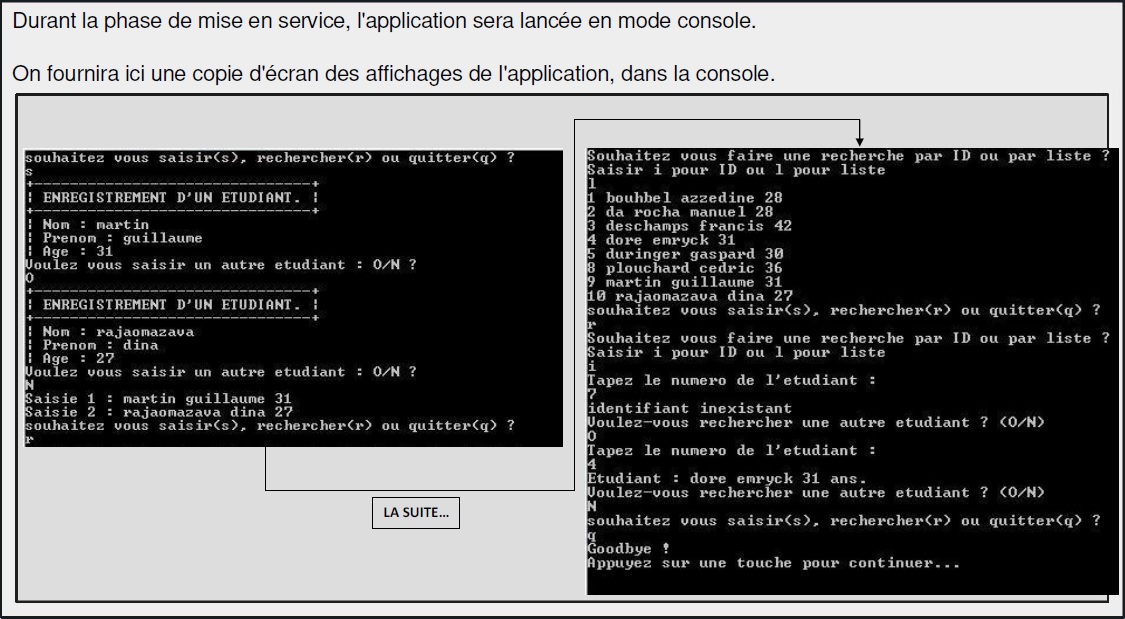 Durant la phase de mise en service, l'application sera lancée en mode console.
On fournira ici une copie d'écran des affichages de l'application, dans la console.
souhaitez vous saisir(s), rechercher(r) ou quitter(q) ?
s
+--------------------------------+
¦ ENREGISTREMENT D'UN ETUDIANT. ¦
+--------------------------------+
¦ Nom : martin
¦ Prenom : guillaume
¦ Age : 31
Voulez vous saisir un autre etudiant : O/N ?
O
+--------------------------------+
¦ ENREGISTREMENT D'UN ETUDIANT. ¦
+--------------------------------+
¦ Nom : rajaomazava
¦ Prenom : dina
¦ Age : 27
Voulez vous saisir un autre etudiant : O/N ?
N
Saisie 1 : martin guillaume 31
Saisie 2 : rajaomazava dina 27
souhaitez vous saisir(s), rechercher(r) ou quitter(q) ?
r
LA SUITE...
Souhaitez vous faire une recherche par ID ou par liste ?
Saisir i pour ID ou l pour liste
l
1 bouhbel azzedine 28
2 da rocha manuel 28
3 deschamps francis 42
4 dore emryck 31
5 duringer gaspard 30
8 plouchard cedric 36
9 martin guillaume 31
10 rajaomazava dina 27
souhaitez vous saisir(s), rechercher(r) ou quitter(q) ?
r
Souhaitez vous faire une recherche par ID ou par liste ?
Saisir i pour ID ou l pour liste
i
Tapez le numero de l'etudiant :
7
identifiant inexistant
Voulez-vous rechercher une autre etudiant ? (O/N)
O
Tapez le numero de l'etudiant :
4
Etudiant : dore emryck 31 ans.
Voulez-vous rechercher une autre etudiant ? (O/N)
N
souhaitez vous saisir(s), rechercher(r) ou quitter(q) ?
q
Goodbye !
Appuyez sur une touche pour continuer...